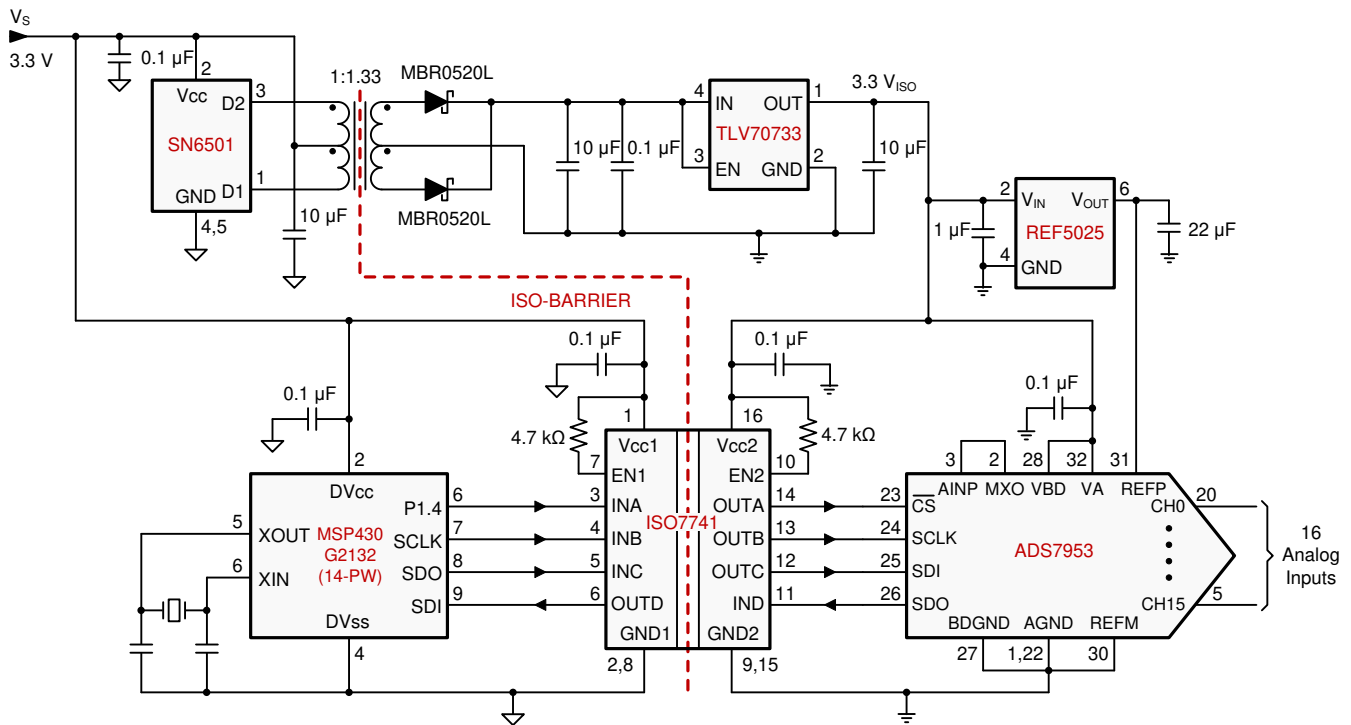 VS
3.3 V
0.1 µF
2
Vcc
D2
3
SN6501
D1
1
GND
4,5
10 µF
1:1.33
MBR0520L
MBR0520L
10 µF
0.1 µF
4
IN
OUT
1
TLV70733
3
EN
GND
2
3.3 VISO
10 µF
2
VIN
VOUT
6
1 µF
REF5025
4
GND
22 µF
ISO-BARRIER
0.1 µF
0.1 µF
0.1 µF
0.1 µF
4.7 kΩ
4.7 kΩ
2
DVcc
5
XOUT
6
XIN
MSP430
G2132
(14-PW)
P1.4
6
SCLK
7
SDO
8
SDI
9
DVss
4
1
Vcc1
7
EN1
3
INA
4
INB
5
INC
6
OUTD
GND1
2,8
ISO7741
16
Vcc2
EN2
10
OUTA
14
OUTB
13
OUTC
12
IND
11
GND2
9,15
3
2
28
32
31
AINP
MXO
VBD
VA
REFP
23
CS
24
SCLK
25
SDI
26
SDO
ADS7953
CH0
20
CH15
5
BDGND
AGND
REFM
27
1,22
30
16
Analog
Inputs